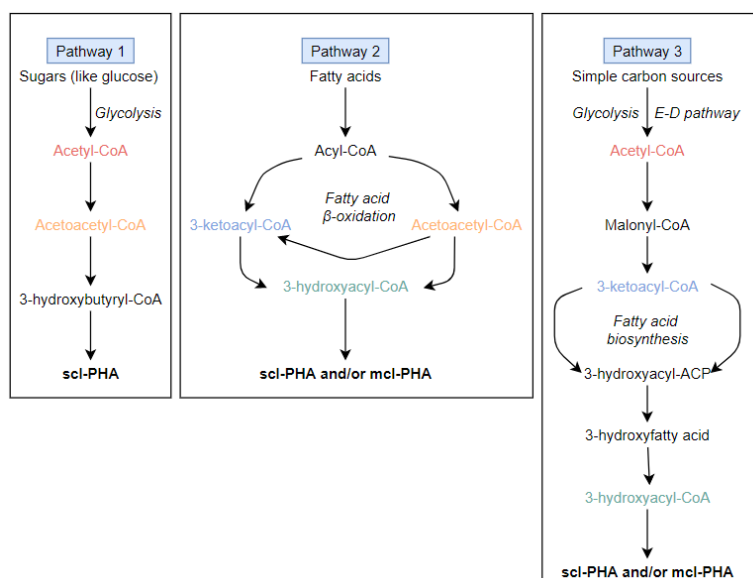 Pathway 1
Sugars (like glucose)
Glycolysis
Acetyl-CoA
Acetoacetyl-CoA
3-hydroxybutyryl-CoA
scl-PHA
Pathway 2
Fatty acids
Acyl-CoA
Fatty acid
β-oxidation
3-ketoacyl-CoA
Acetoacetyl-CoA
3-hydroxyacyl-CoA
scl-PHA and/or mcl-PHA
Pathway 3
Simple carbon sources
Glycolysis
E-D pathway
Acetyl-CoA
Malonyl-CoA
3-ketoacyl-CoA
Fatty acid
biosynthesis
3-hydroxyacyl-ACP
3-hydroxyfatty acid
3-hydroxyacyl-CoA
scl-PHA and/or mcl-PHA